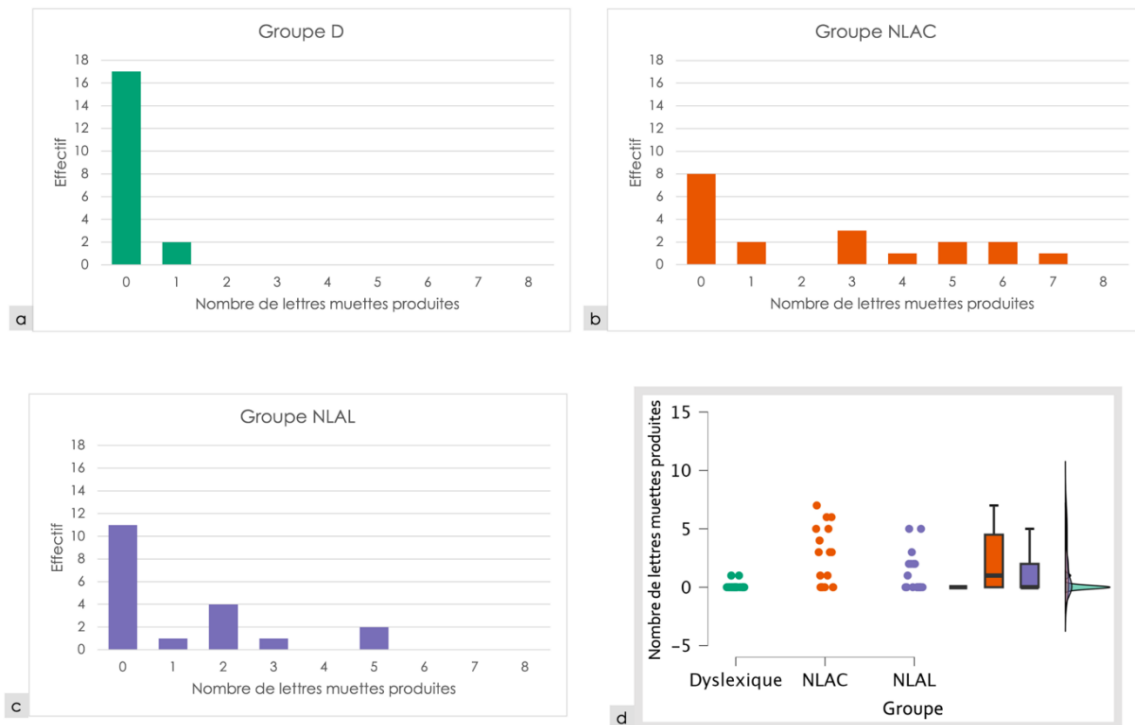 Groupe D
18
16
14
12
10
8
6
4
2
0
Effectif
0 1 2 3 4 5 6 7 8
Nombre de lettres muettes produites
a
Groupe NLAC
18
16
14
12
10
8
6
4
2
0
Effectif
0 1 2 3 4 5 6 7 8
Nombre de lettres muettes produites
b
Groupe NLAL
18
16
14
12
10
8
6
4
2
0
Effectif
0 1 2 3 4 5 6 7 8
Nombre de lettres muettes produites
c
Nombre de lettres muettes produites
15
10
5
0
-5
Dyslexique NLAC NLAL
Groupe
d